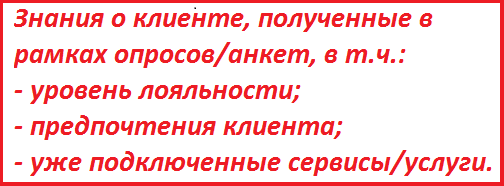 Знания о клиенте, полученные в
рамках опросов/анкет, в т.ч.:
- уровень лояльности;
- предпочтения клиента;
- уже подключенные сервисы/услуги.